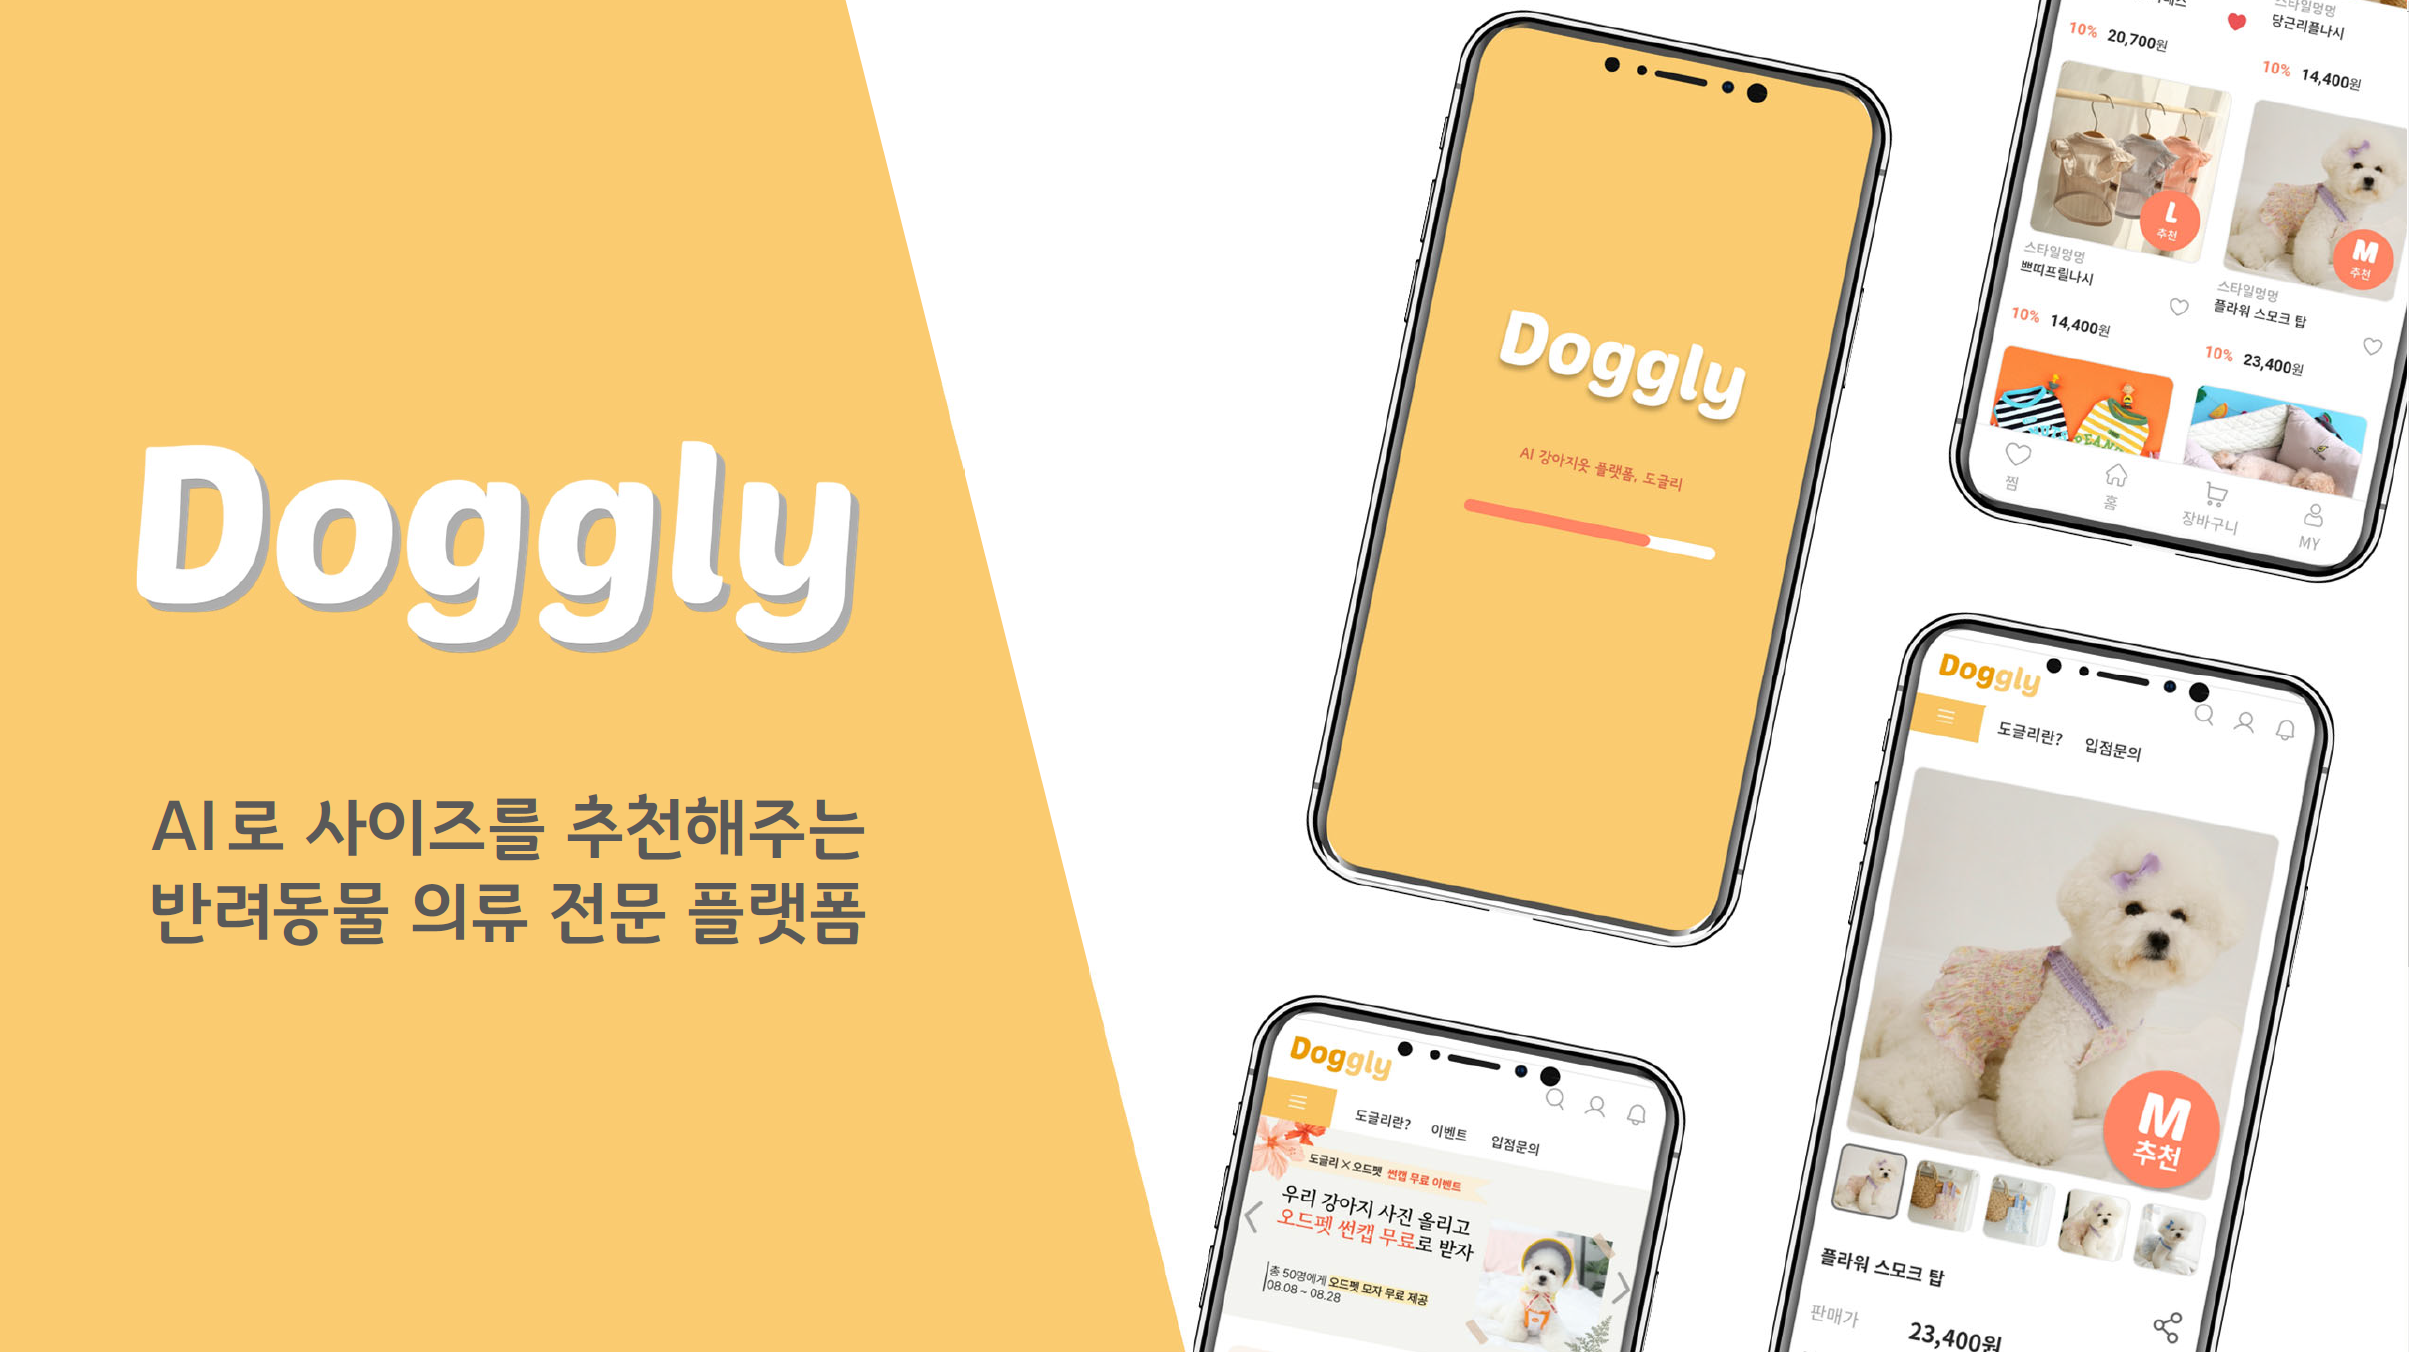 Doggly
AI로 사이즈를 추천해주는
반려동물 의류 전문 플랫폼
Doggly
AI 강아지옷 플랫폼, 도글리
10% 20,700원
스타일멍멍
당근리플나시
10% 14,400원
L
추천
스타일멍멍
쁘띠프릴나시
10% 14,400원
M
추천
스타일멍멍
플라워 스모크 탑
10% 23,400원
찜
홈
장바구니
MY
Doggly
도글리란? 이벤트 입점문의
도글리 X 오드펫 썬캡 무료 이벤트
우리 강아지 사진 올리고
오드펫 썬캡 무료로 받자
총 50명에게 오드펫 모자 무료 제공
08.08 ~ 08.28
Doggly
도글리란? 입점문의
M
추천
플라워 스모크 탑
판매가 23,400원